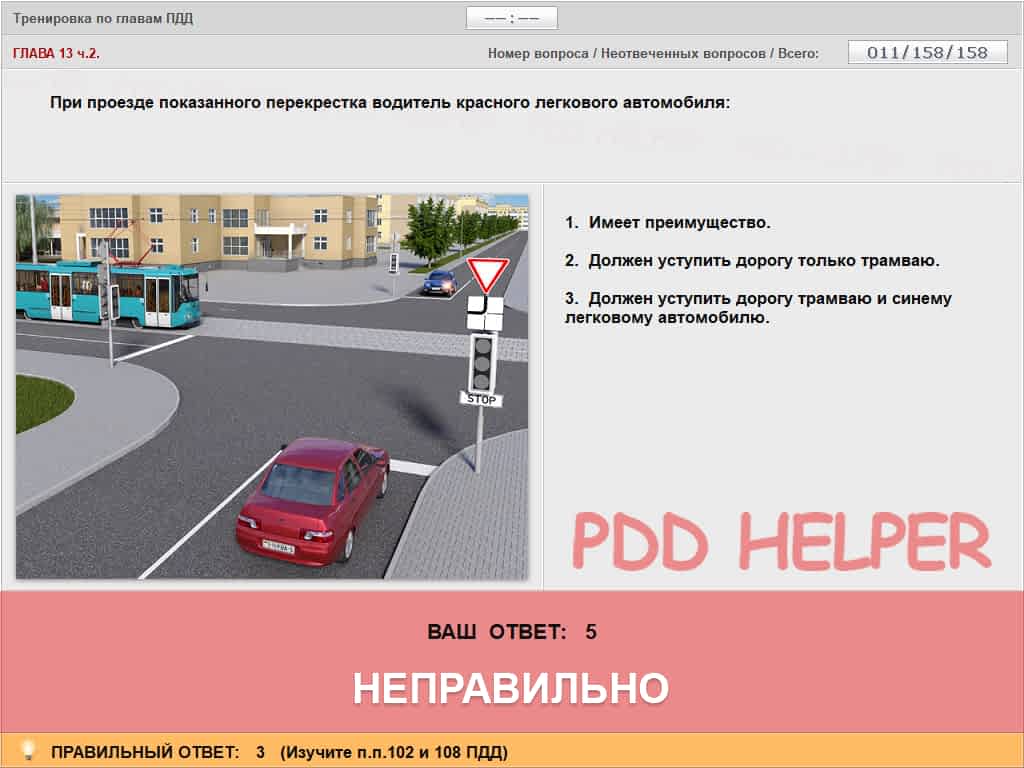 Тренировка по главам ПДД
—— : ——
ГЛАВА 13 ч.2.
Номер вопроса / Неотвеченных вопросов / Всего:
011/158/158
При проезде показанного перекрестка водитель красного легкового автомобиля:
1. Имеет преимущество.
2. Должен уступить дорогу только трамваю.
3. Должен уступить дорогу трамваю и синему
легковому автомобилю.
STOP
PDD HELPER
ВАШ ОТВЕТ: 5
НЕПРАВИЛЬНО
ПРАВИЛЬНЫЙ ОТВЕТ: 3 (Изучите п.п.102 и 108 ПДД)